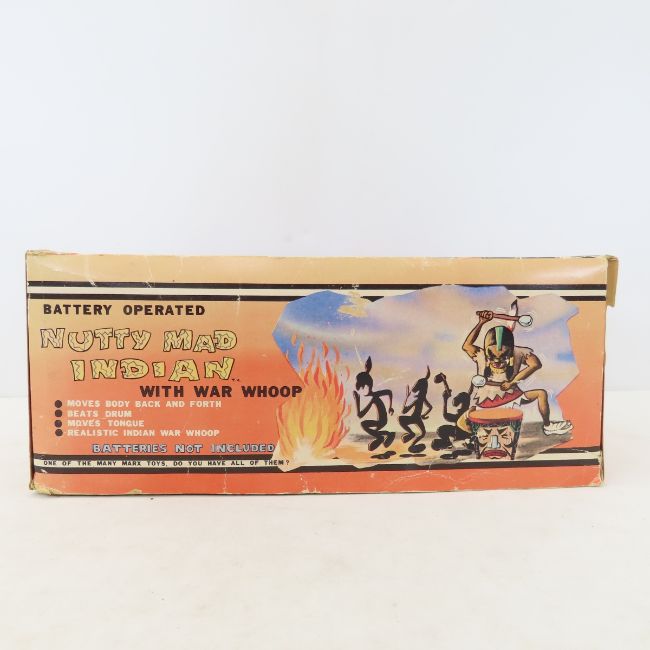 BATTERY OPERATED
NUTTY MAD
INDIAN™
WITH WAR WHOOP
● MOVES BODY BACK AND FORTH
● BEATS DRUM
● MOVES TONGUE
● REALISTIC INDIAN WAR WHOOP
BATTERIES NOT INCLUDED
ONE OF THE MANY MARX TOYS, DO YOU HAVE ALL OF THEM?